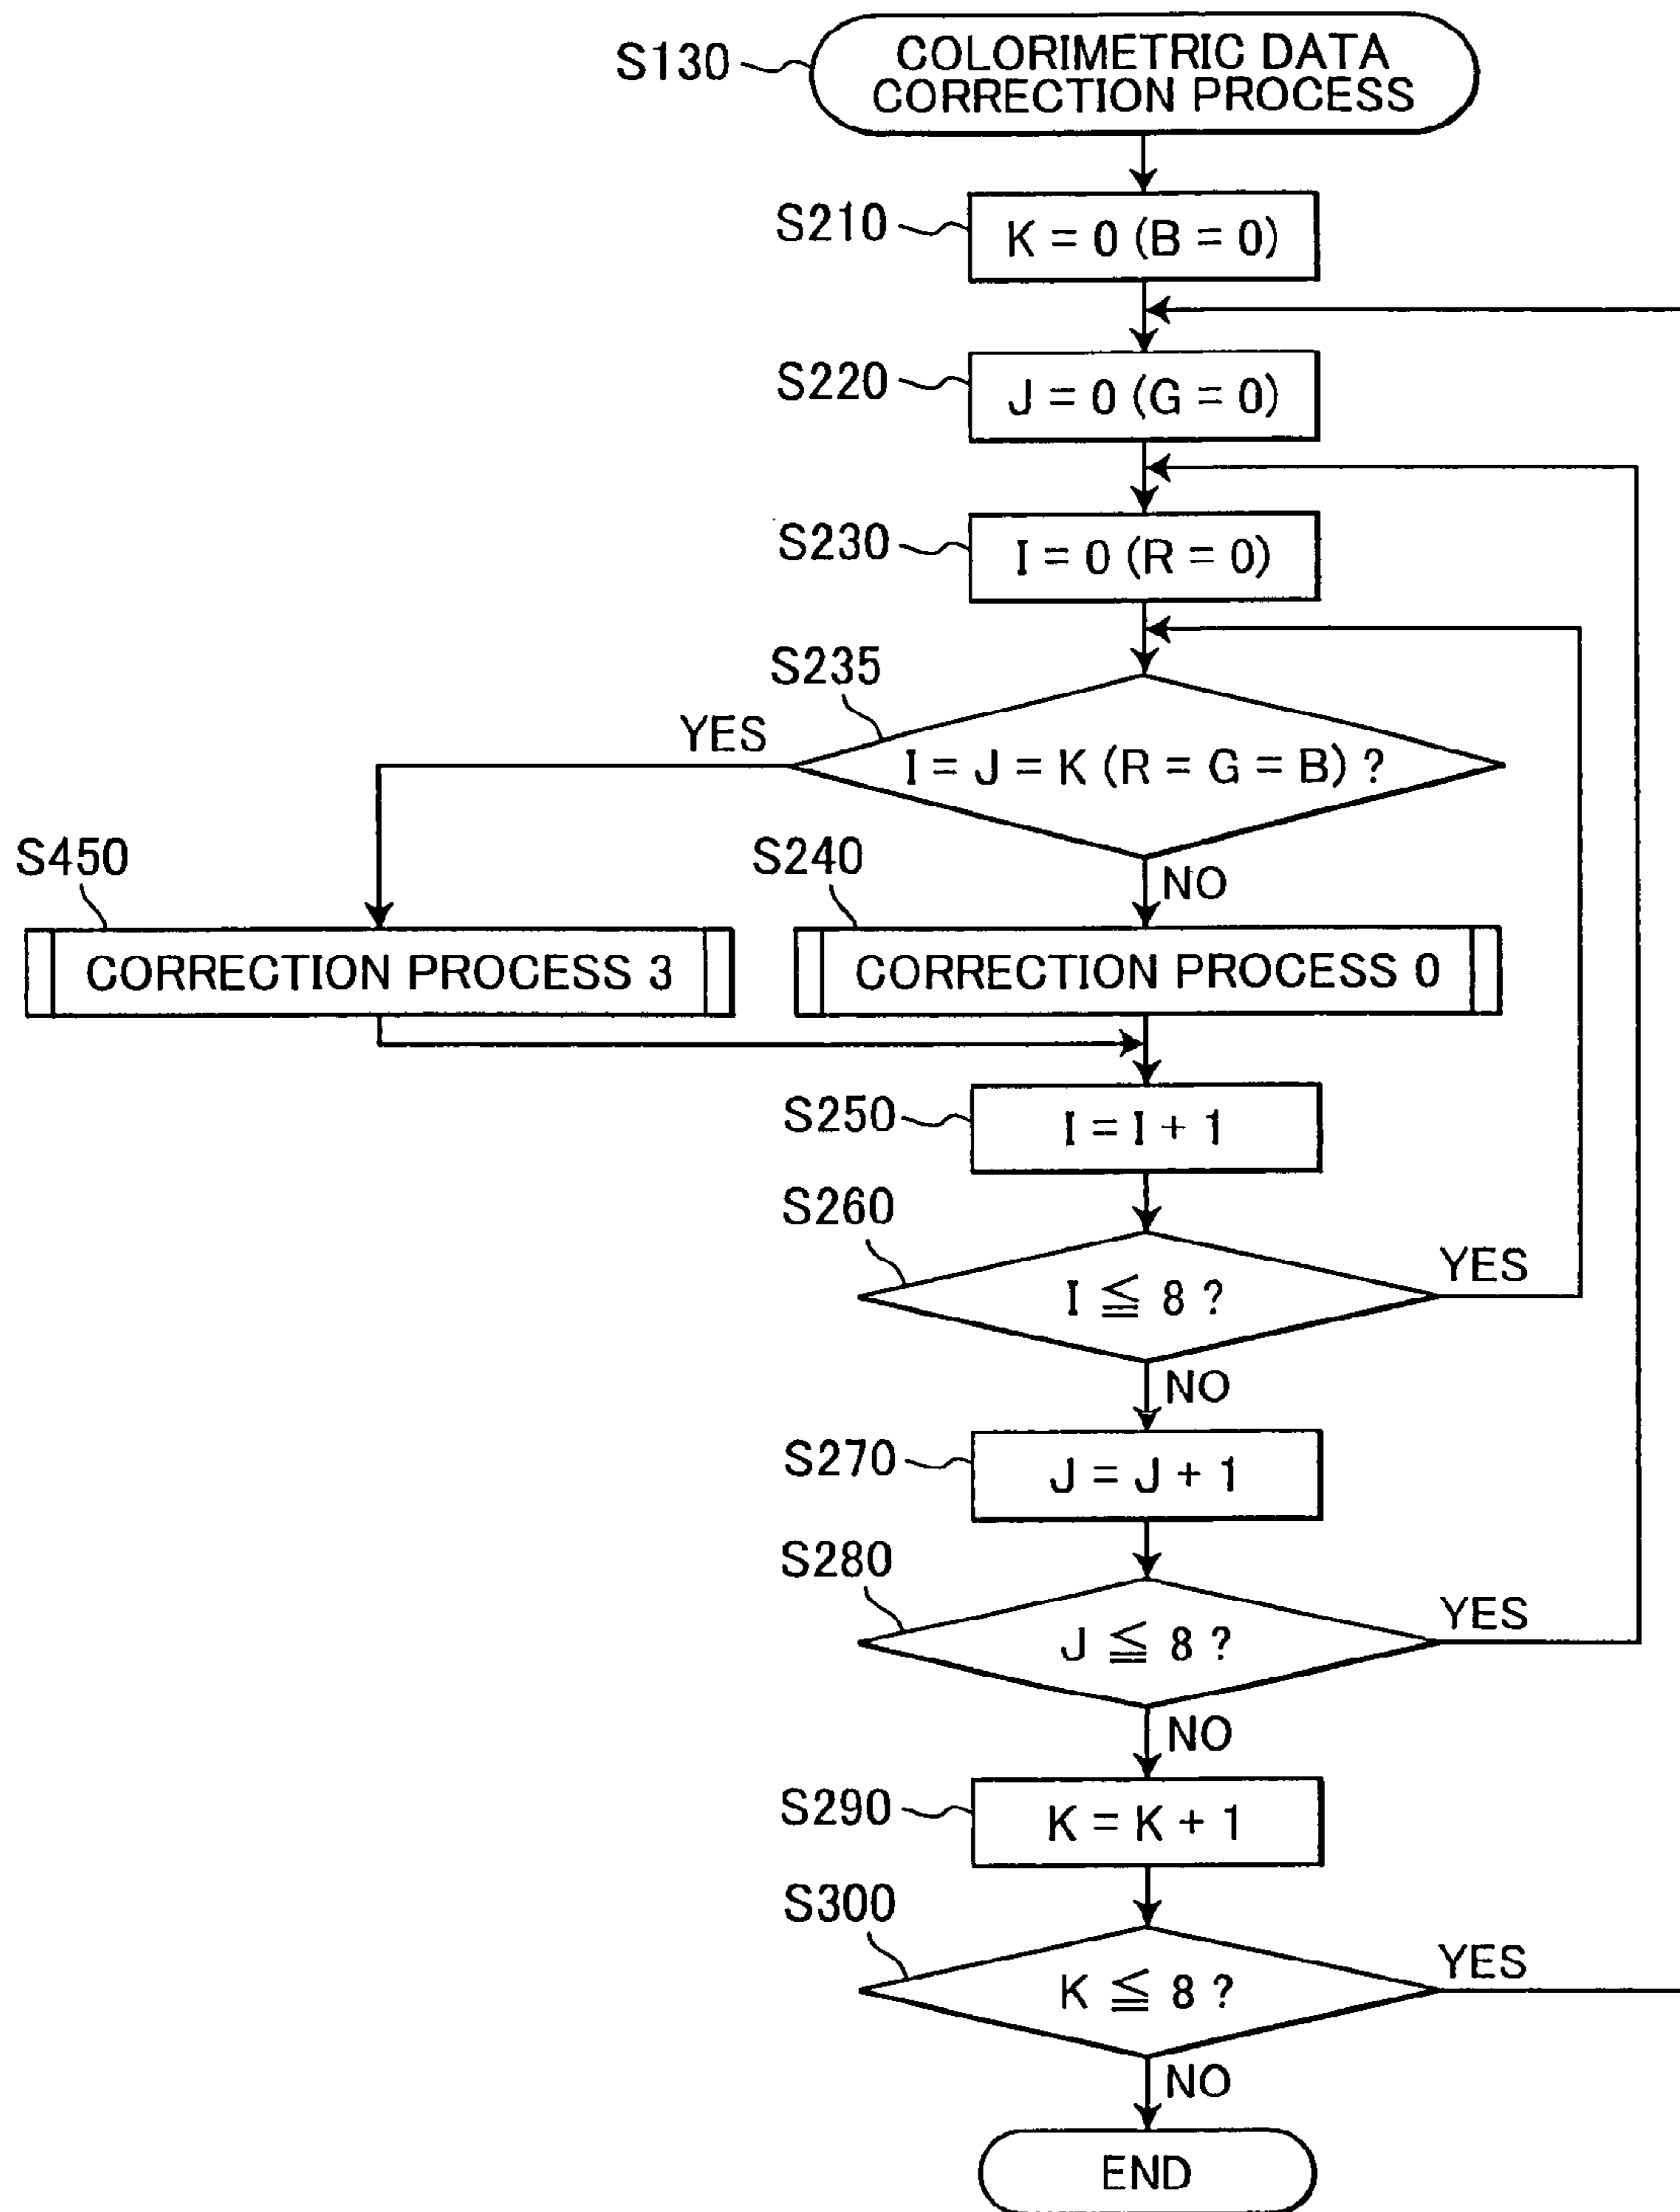 S130
COLORIMETRIC DATA
CORRECTION PROCESS
S210
K = 0 (B = 0)
S220
J = 0 (G = 0)
S230
I = 0 (R = 0)
S235
YES
I = J = K (R = G = B) ?
S450
S240
NO
CORRECTION PROCESS 3
CORRECTION PROCESS 0
S250
I = I + 1
S260
YES
I ≦ 8 ?
NO
S270
J = J + 1
S280
YES
J ≦ 8 ?
NO
S290
K = K + 1
S300
YES
K ≦ 8 ?
NO
END